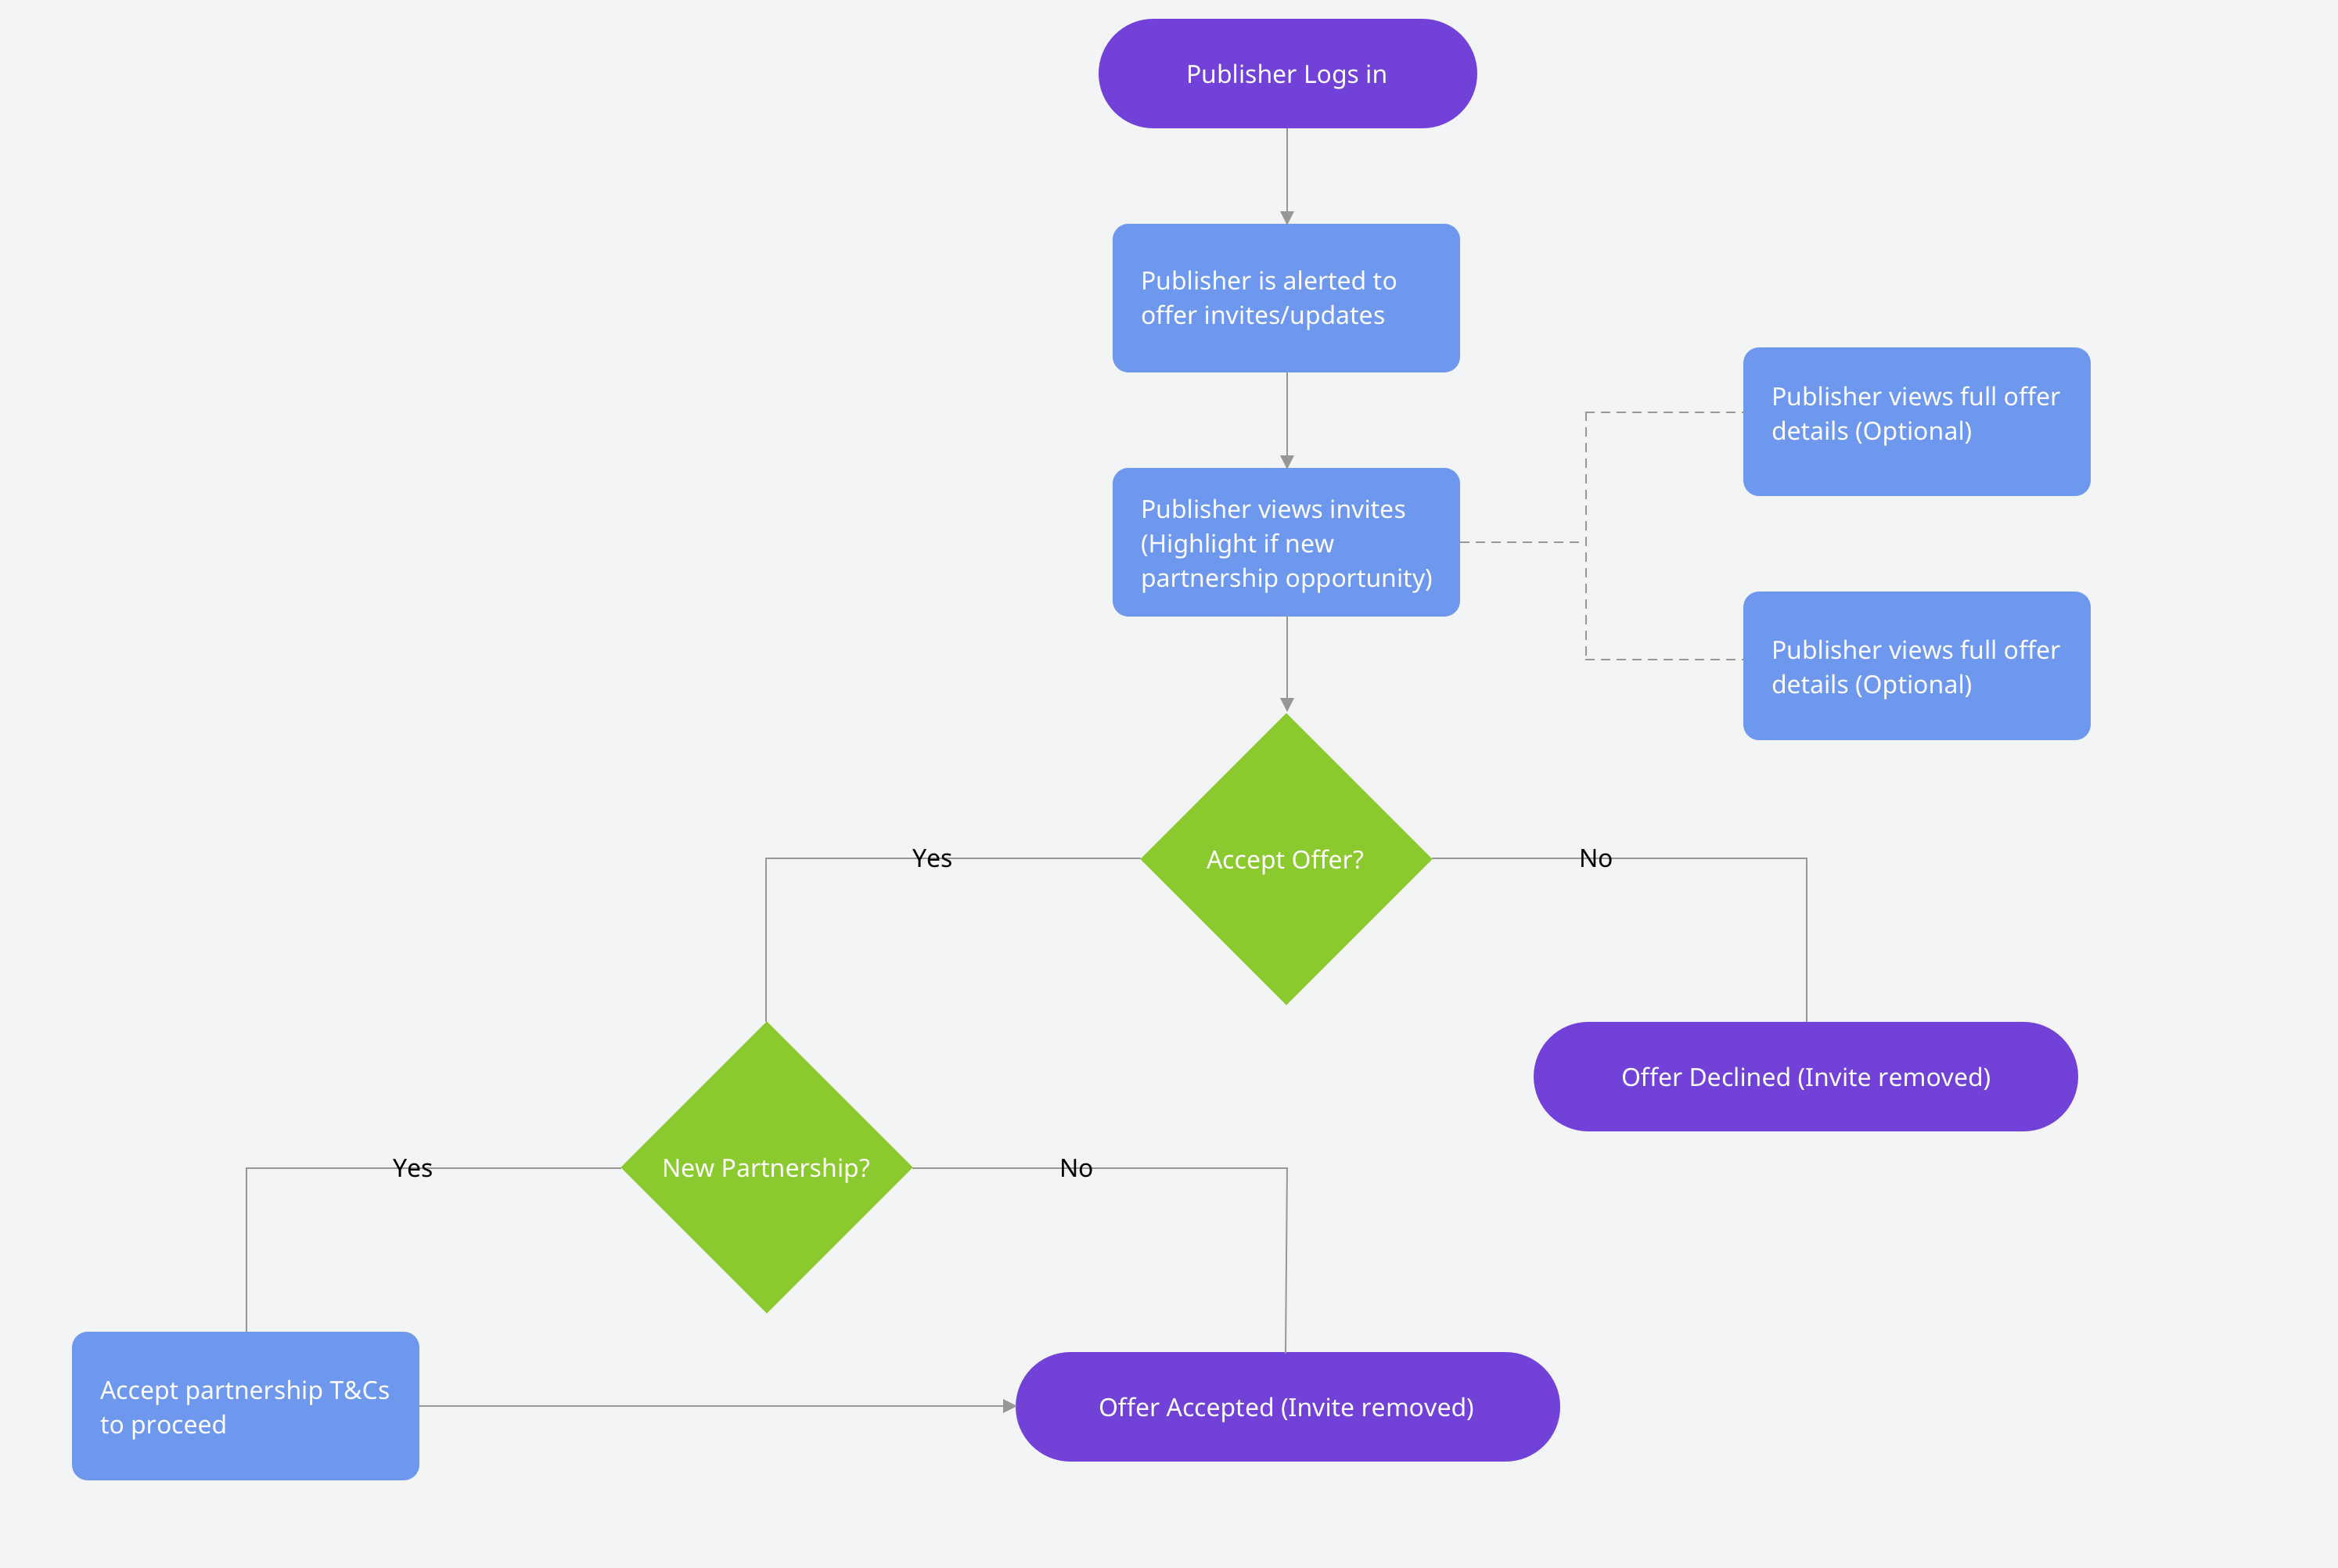 Publisher Logs in
Publisher is alerted to
offer invites/updates
Publisher views full offer
details (Optional)
Publisher views invites
(Highlight if new
partnership opportunity)
Publisher views full offer
details (Optional)
Accept Offer?
Yes
No
Offer Declined (Invite removed)
New Partnership?
Yes
No
Accept partnership T&Cs
to proceed
Offer Accepted (Invite removed)